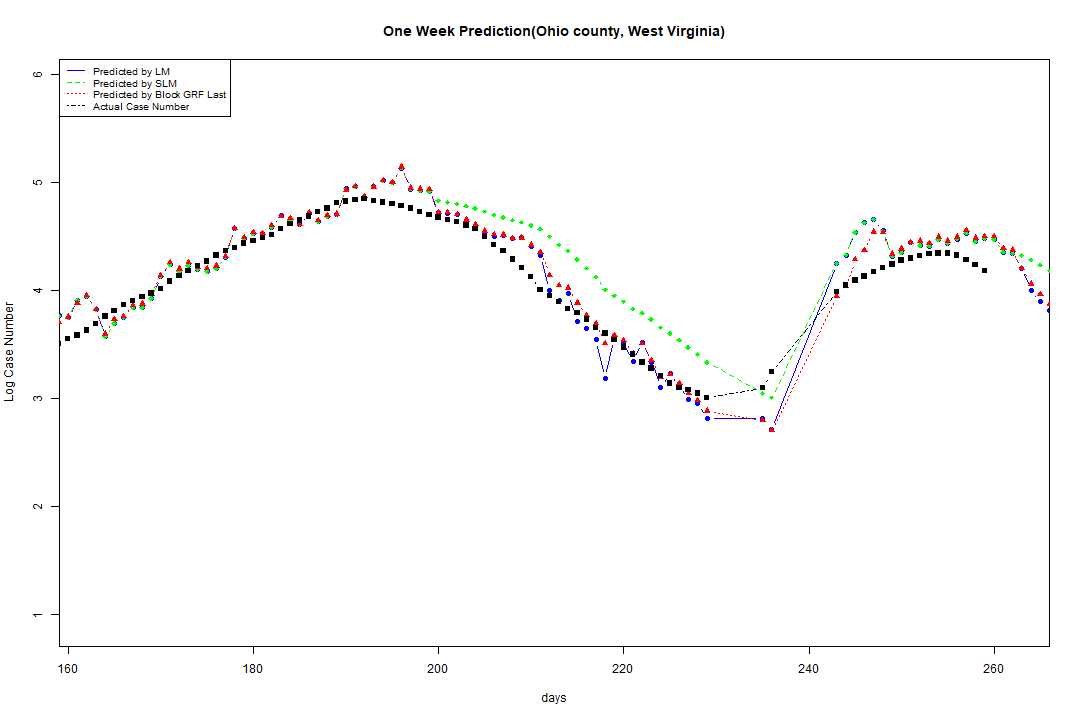 One Week Prediction(Ohio county, West Virginia)
Predicted by LM
Predicted by SLM
Predicted by Block GRF Last
Actual Case Number
6
5
4
3
2
1
Log Case Number
160 180 200 220 240 260
days